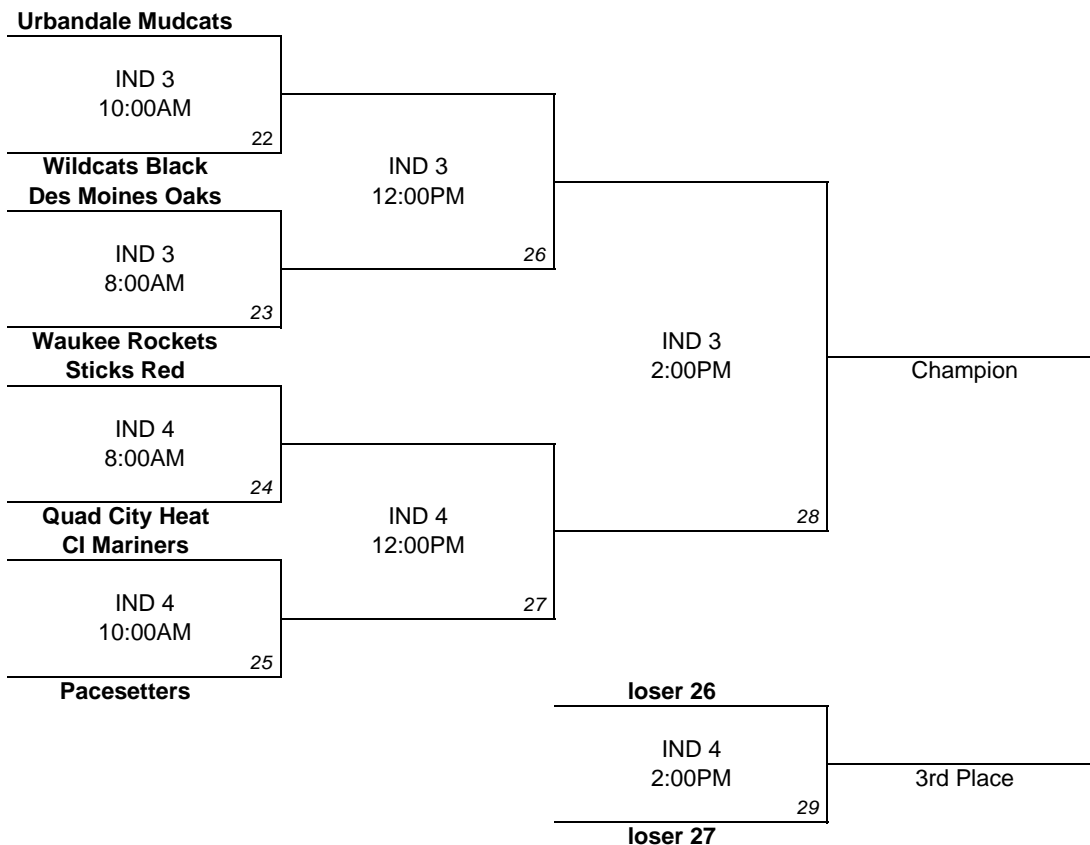 Urbandale Mudcats
IND 3
10:00AM
22
Wildcats Black
Des Moines Oaks
IND 3
8:00AM
23
Waukee Rockets
Sticks Red
IND 4
8:00AM
24
Quad City Heat
CI Mariners
IND 4
10:00AM
25
Pacesetters
IND 3
12:00PM
26
IND 4
12:00PM
27
IND 3
2:00PM
28
Champion
loser 26
IND 4
2:00PM
29
loser 27
3rd Place